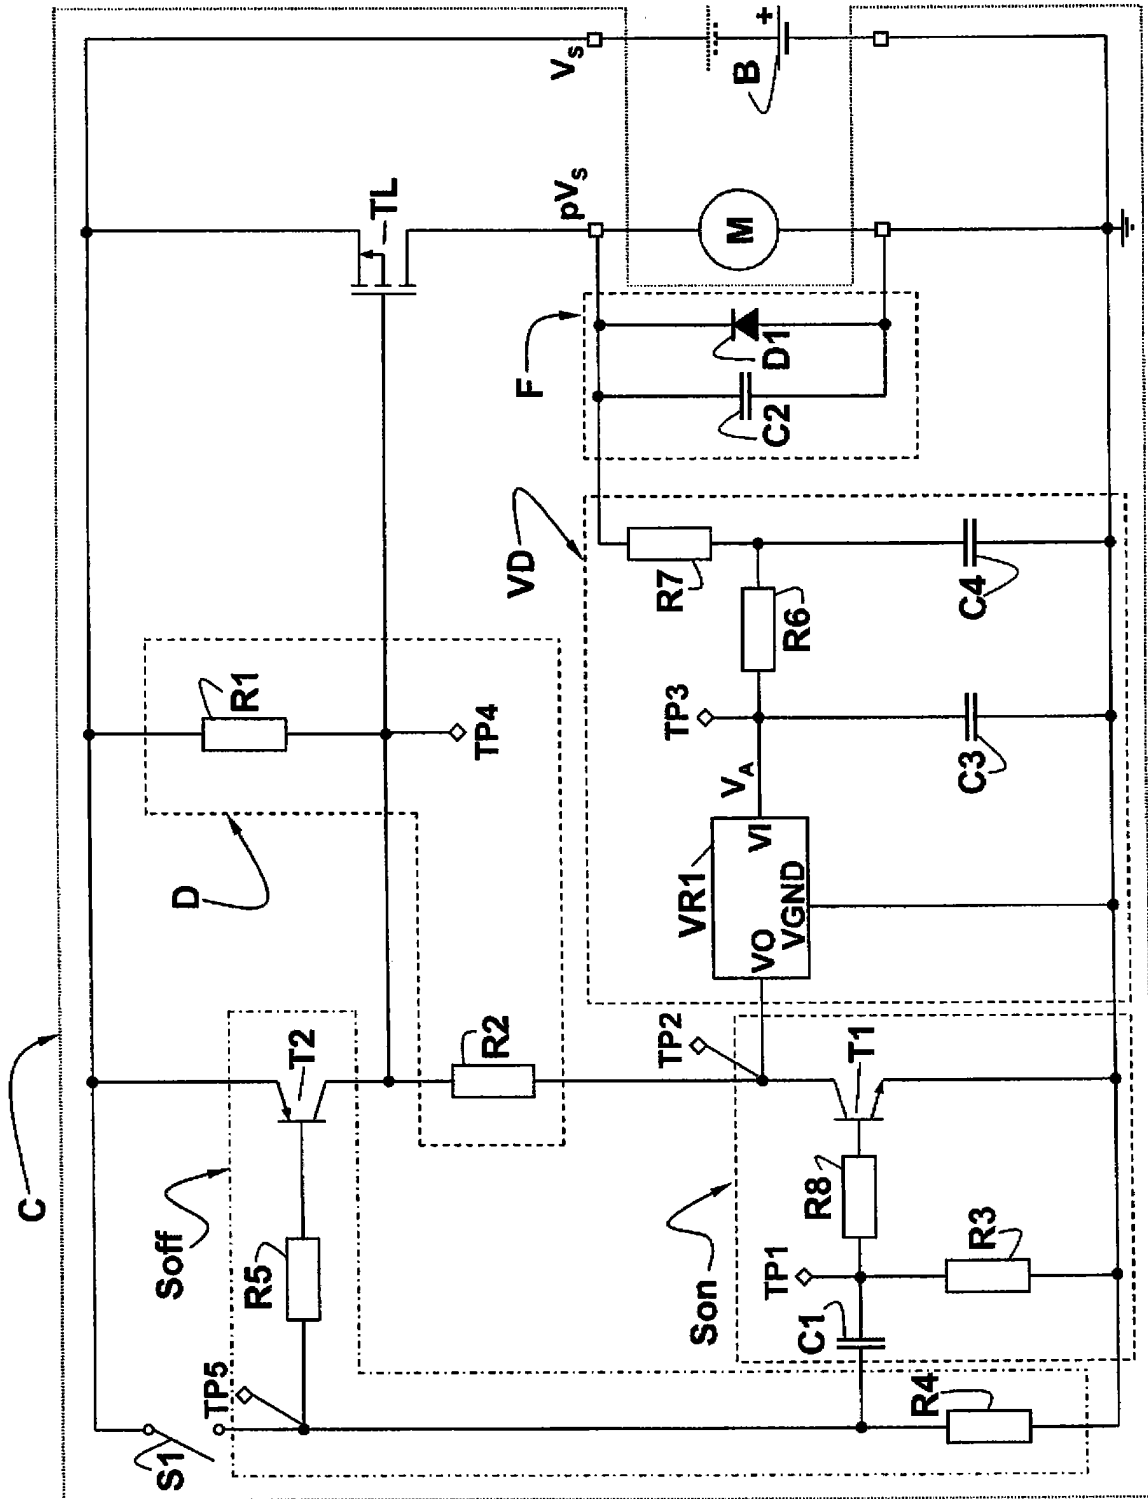 C
S1
TP5
Soff
R5
T2
D
R1
TP4
R2
TL
Vs
pVs
B
+
M
F
D1
C2
VD
R7
R6
C4
TP3
VA
C3
VR1
VI
VO
VGND
TP2
T1
Son
R8
TP1
R3
C1
R4